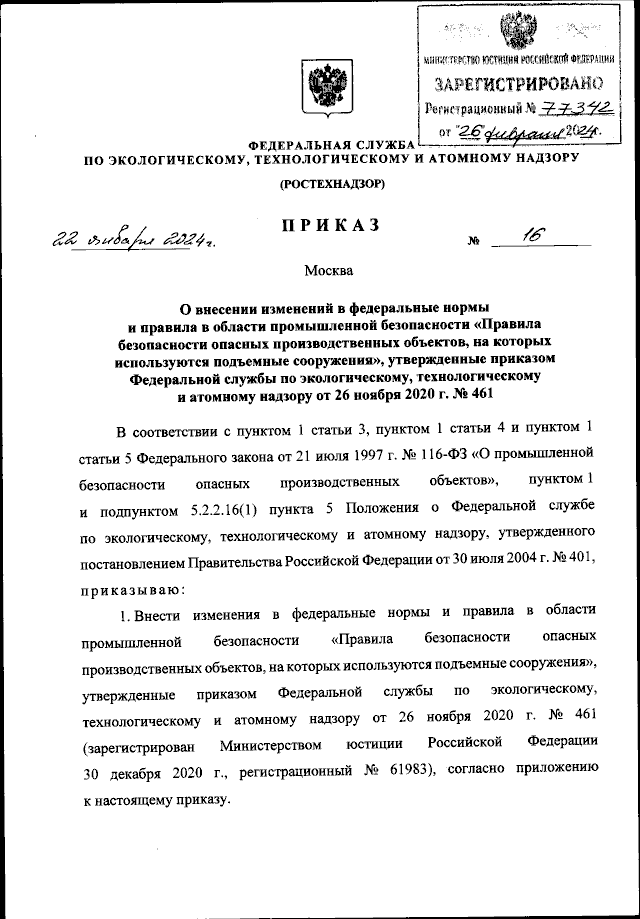 МИНИСТЕРСТВО ЮСТИЦИИ РОССИЙСКОЙ ФЕДЕРАЦИИ
ЗАРЕГИСТРИРОВАНО
Регистрационный № 77342
от "26" февраля 2024г.
ФЕДЕРАЛЬНАЯ СЛУЖБА
ПО ЭКОЛОГИЧЕСКОМУ, ТЕХНОЛОГИЧЕСКОМУ И АТОМНОМУ НАДЗОРУ
(РОСТЕХНАДЗОР)
ПРИКАЗ
22 января 2024г.
№ 16
Москва
О внесении изменений в федеральные нормы
и правила в области промышленной безопасности «Правила
безопасности опасных производственных объектов, на которых
используются подъемные сооружения», утвержденные приказом
Федеральной службы по экологическому, технологическому
и атомному надзору от 26 ноября 2020 г. № 461
В соответствии с пунктом 1 статьи 3, пунктом 1 статьи 4 и пунктом 1
статьи 5 Федерального закона от 21 июля 1997 г. № 116-ФЗ «О промышленной
безопасности опасных производственных объектов», пунктом 1
и подпунктом 5.2.2.16(1) пункта 5 Положения о Федеральной службе
по экологическому, технологическому и атомному надзору, утвержденного
постановлением Правительства Российской Федерации от 30 июля 2004 г. № 401,
приказываю:
1. Внести изменения в федеральные нормы и правила в области
промышленной безопасности «Правила безопасности опасных
производственных объектов, на которых используются подъемные сооружения»,
утвержденные приказом Федеральной службы по экологическому,
технологическому и атомному надзору от 26 ноября 2020 г. № 461
(зарегистрирован Министерством юстиции Российской Федерации
30 декабря 2020 г., регистрационный № 61983), согласно приложению
к настоящему приказу.